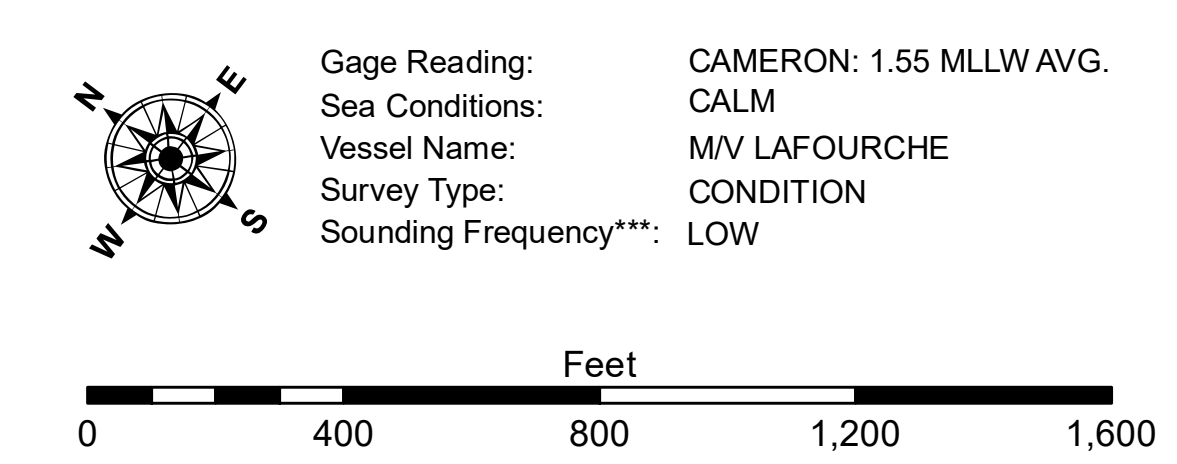 N
E
W
S
Gage Reading: CAMERON: 1.55 MLLW AVG.
Sea Conditions: CALM
Vessel Name: M/V LAFOURCHE
Survey Type: CONDITION
Sounding Frequency***: LOW
Feet
0 400 800 1,200 1,600